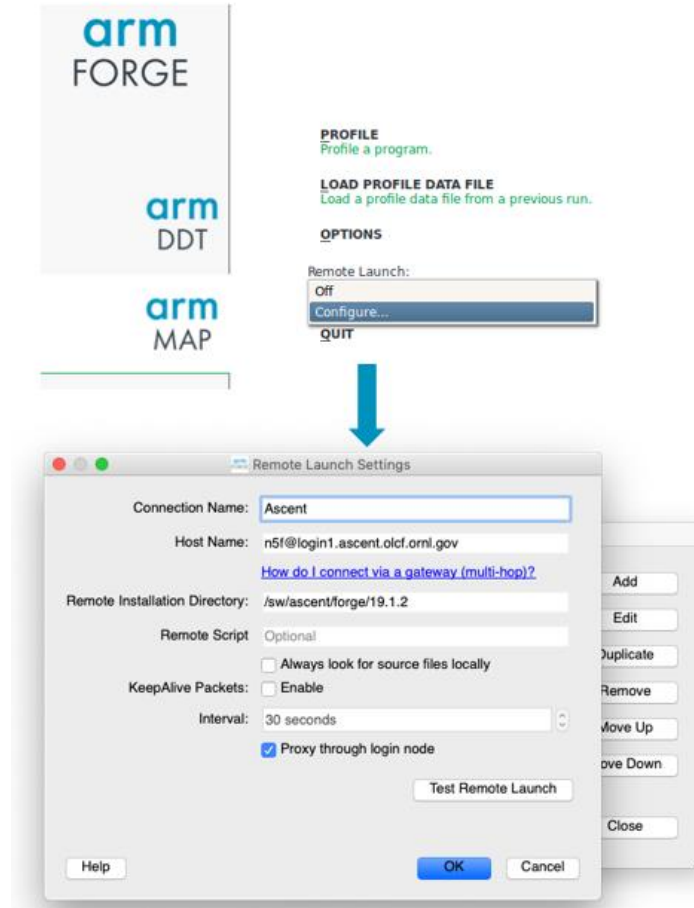 arm
FORGE
PROFILE
Profile a program.
LOAD PROFILE DATA FILE
Load a profile data file from a previous run.
arm
DDT
OPTIONS
Remote Launch:
Off
Configure...
arm
MAP
QUIT
Remote Launch Settings
Connection Name: Ascent
Host Name: n5f@login1.ascent.olcf.ornl.gov
How do I connect via a gateway (multi-hop)?
Remote Installation Directory: /sw/ascent/forge/19.1.2
Remote Script Optional
Always look for source files locally
KeepAlive Packets: Enable
Interval: 30 seconds
Proxy through login node
Test Remote Launch
Help
OK
Cancel
Add
Edit
Duplicate
Remove
Move Up
ove Down
Close